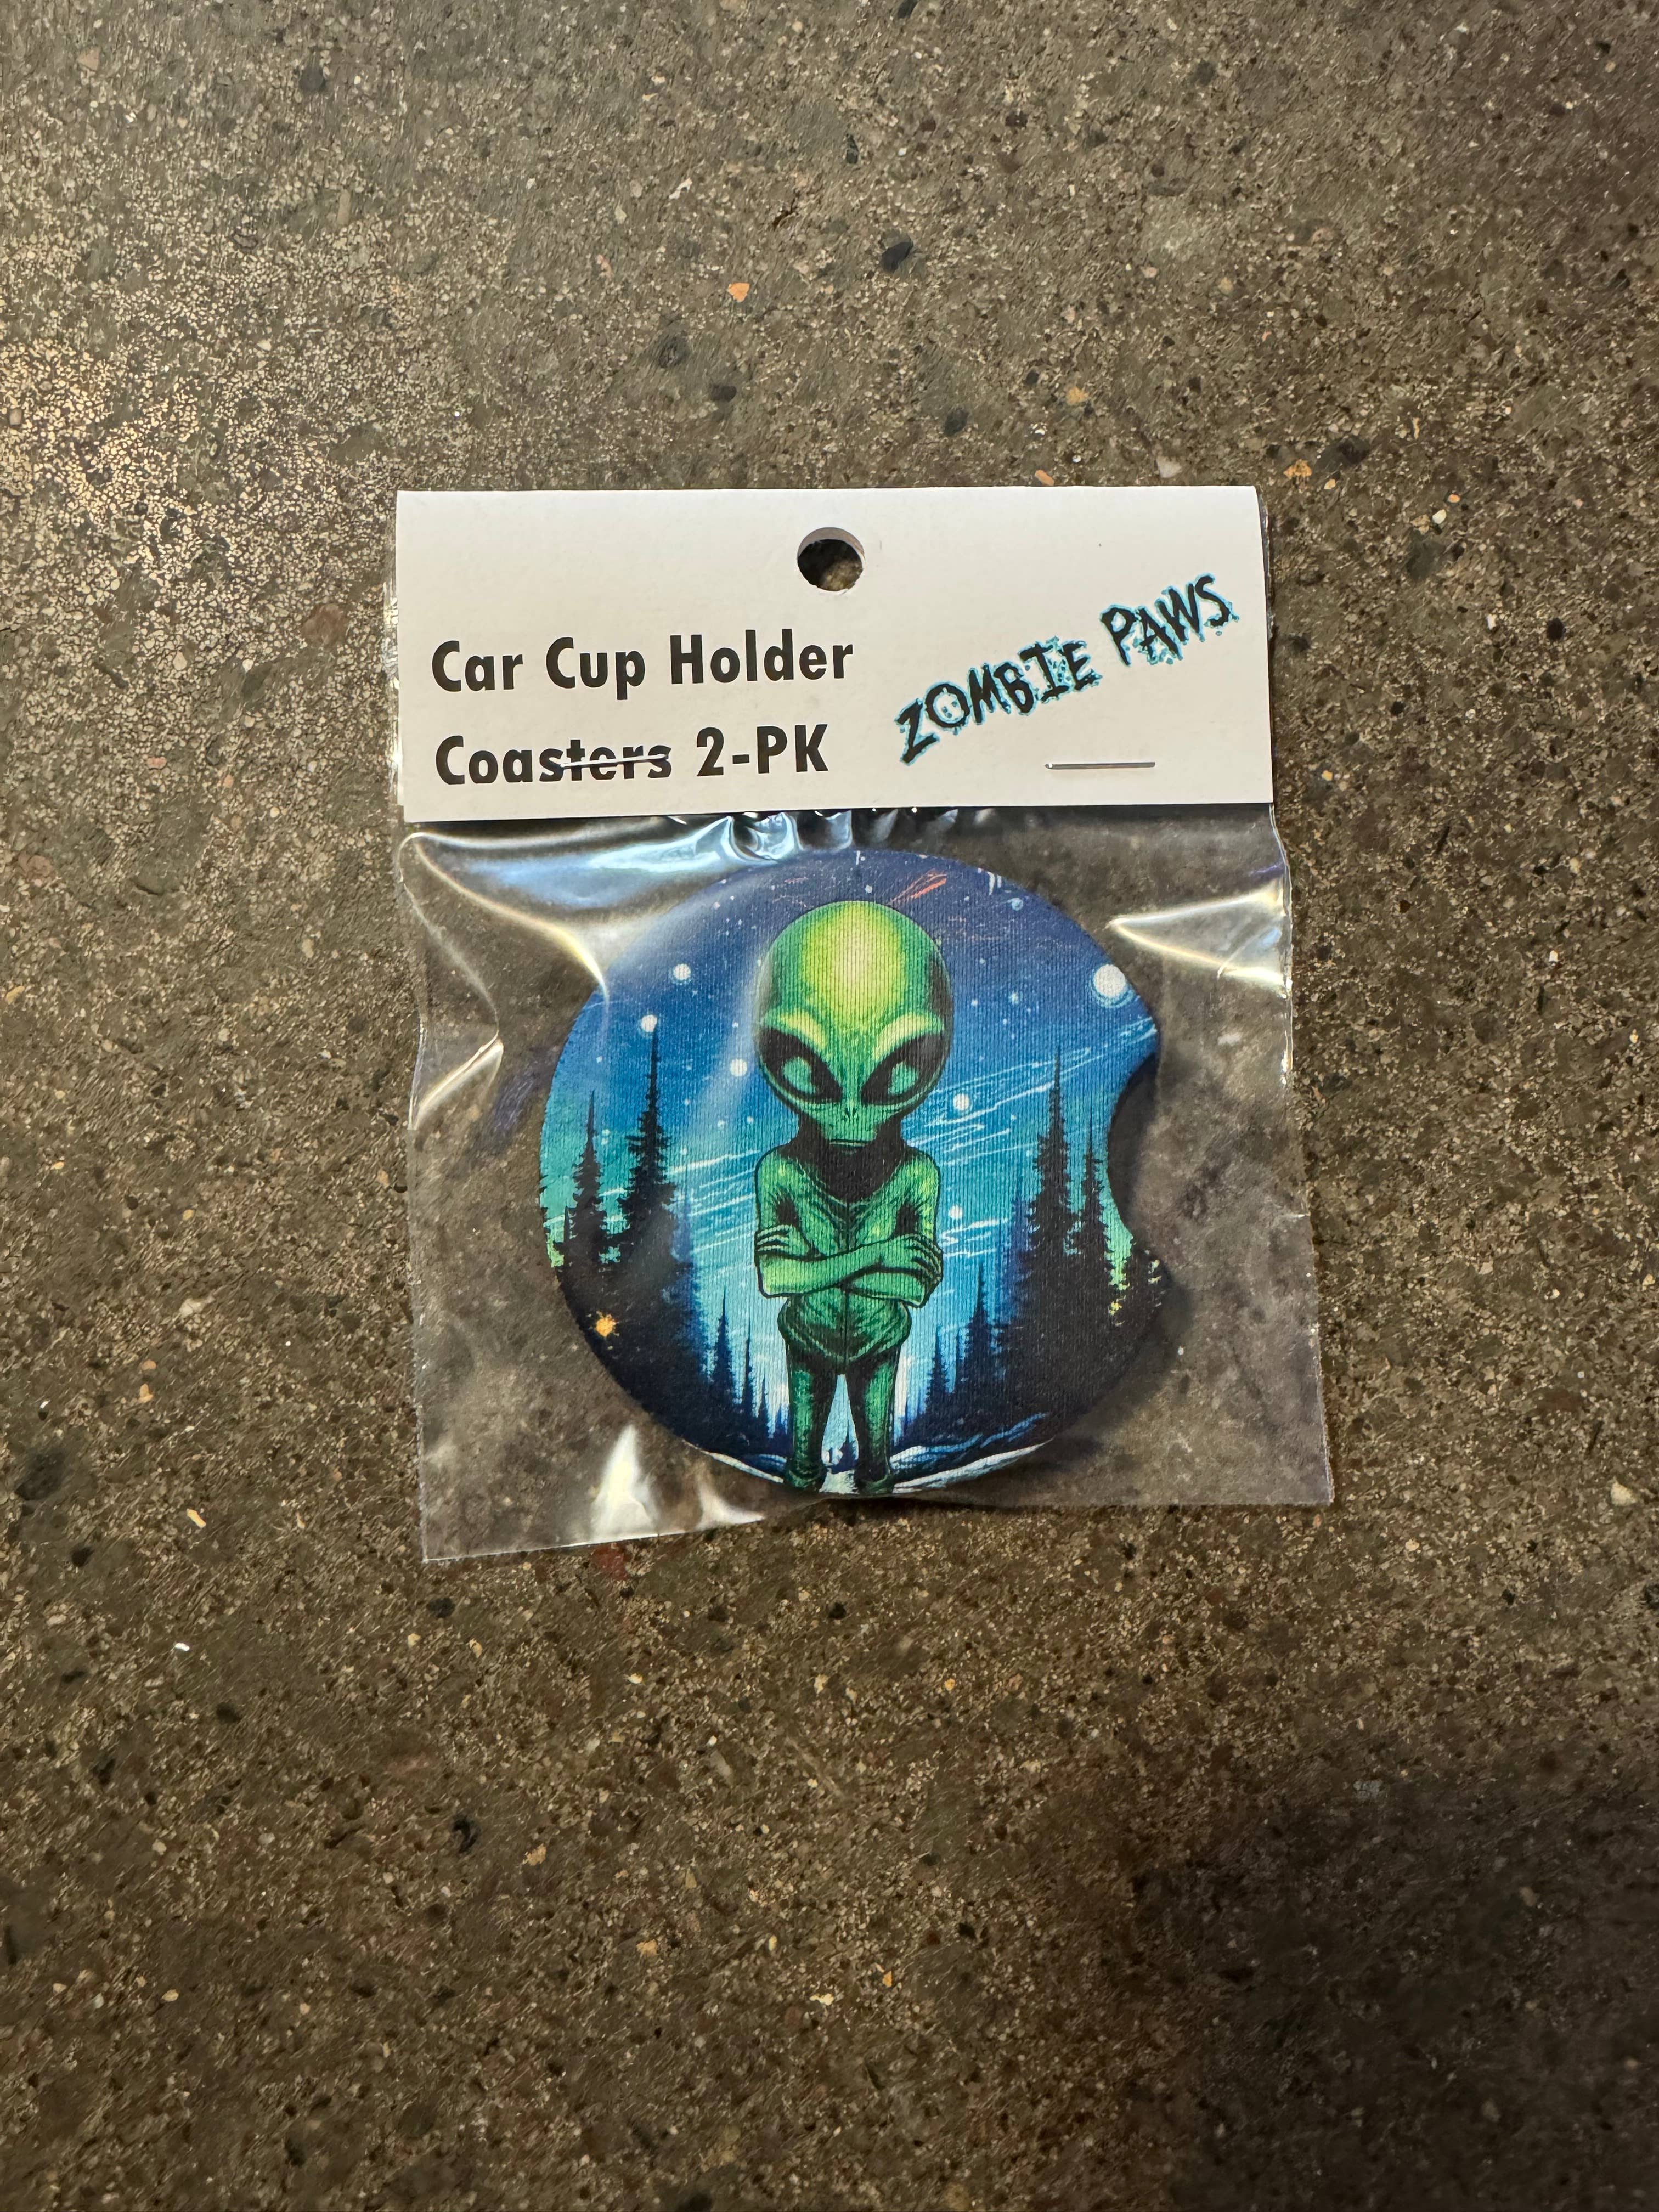 Car Cup Holder
Coasters 2-PK
ZOMBIE PAWS